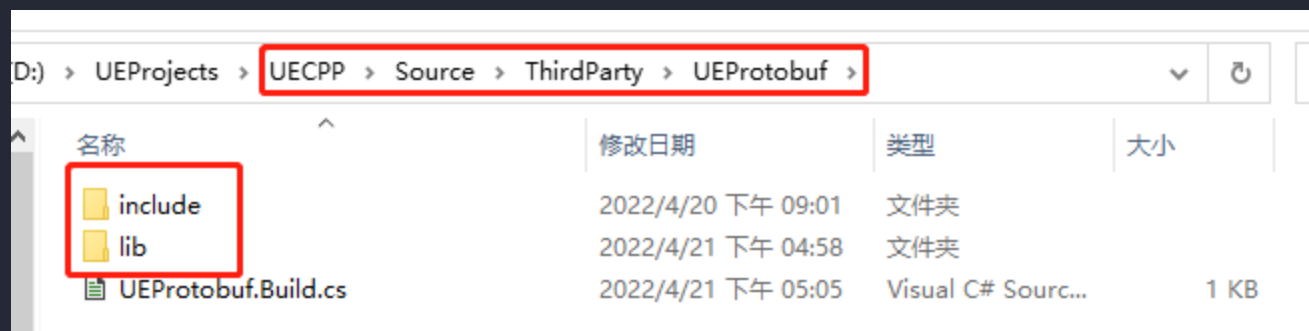 (D:) > UEProjects > UECPP > Source > ThirdParty > UEProtobuf >
名称 修改日期 类型 大小
include 2022/4/20 下午 09:01 文件夹
lib 2022/4/21 下午 04:58 文件夹
UEProtobuf.Build.cs 2022/4/21 下午 05:05 Visual C# Sourc... 1 KB